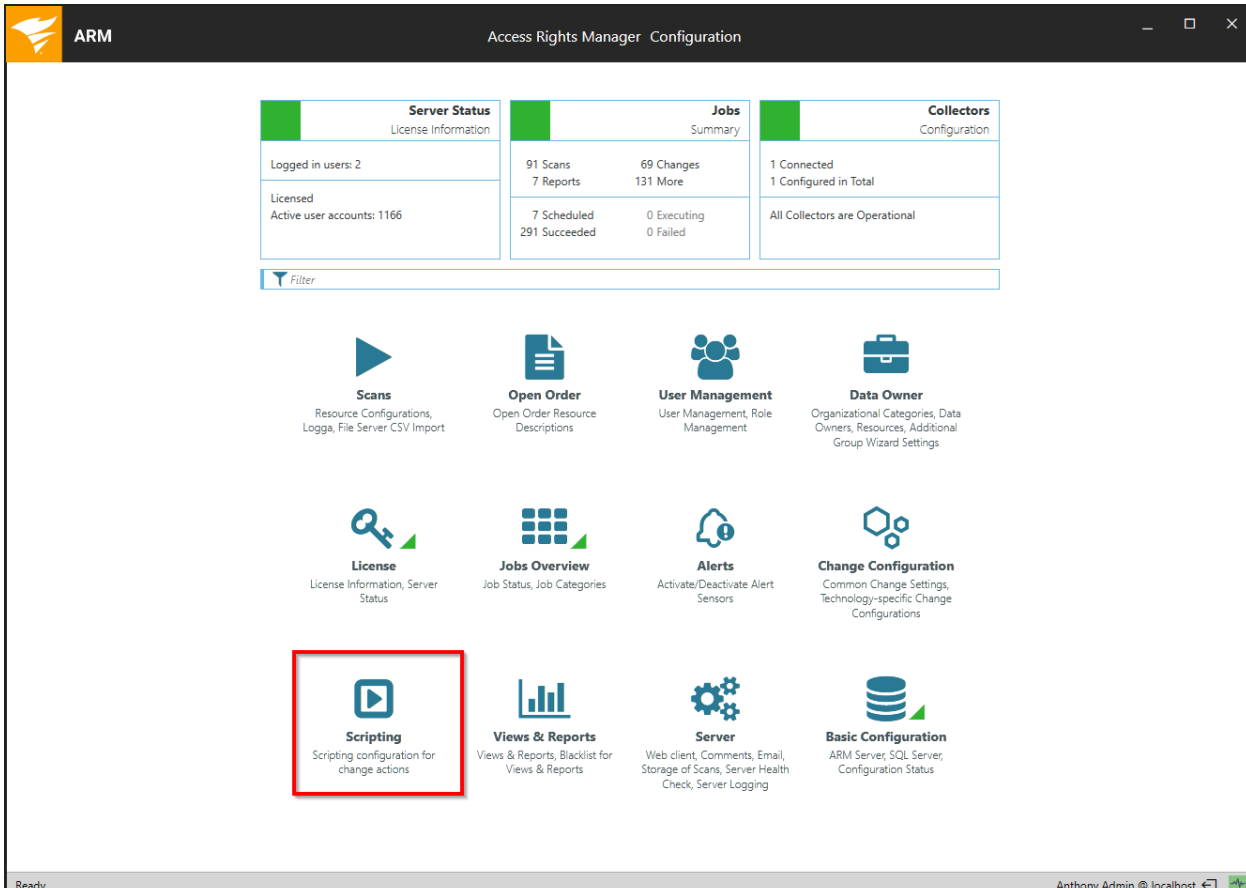 ARM
Access Rights Manager Configuration
Server Status
License Information
Logged in users: 2
Licensed
Active user accounts: 1166
Jobs
Summary
91 Scans 69 Changes
7 Reports 131 More
7 Scheduled 0 Executing
291 Succeeded 0 Failed
Collectors
Configuration
1 Connected
1 Configured in Total
All Collectors are Operational
Filter
Scans
Resource Configurations,
Logga, File Server CSV Import
Open Order
Open Order Resource
Descriptions
User Management
User Management, Role
Management
Data Owner
Organizational Categories, Data
Owners, Resources, Additional
Group Wizard Settings
License
License Information, Server
Status
Jobs Overview
Job Status, Job Categories
Alerts
Activate/Deactivate Alert
Sensors
Change Configuration
Common Change Settings,
Technology-specific Change
Configurations
Scripting
Scripting configuration for
change actions
Views & Reports
Views & Reports, Blacklist for
Views & Reports
Server
Web client, Comments, Email,
Storage of Scans, Server Health
Check, Server Logging
Basic Configuration
ARM Server, SQL Server,
Configuration Status
Ready
Anthony Admin @ localhost